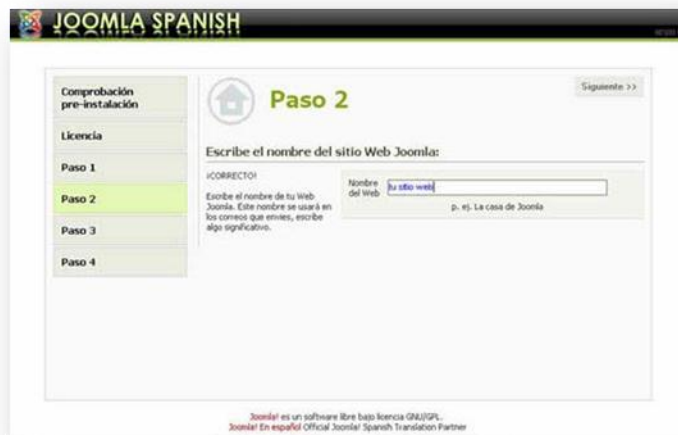 JOOMLA SPANISH
Comprobación
pre-instalación
Licencia
Paso 1
Paso 2
Paso 3
Paso 4
Paso 2
Siguiente >>
Escribe el nombre del sitio Web Joomla:
¡CORRECTO!
Escribe el nombre de tu Web
Joomla. Este nombre se usará en
los correos que envies, escribe
algo significativo.
Nombre
del Web
tu sitio web
p. ej. La casa de Joomla
Joomla! es un software libre bajo licencia GNU/GPL.
Joomla! En español Official Joomla! Spanish Translation Partner